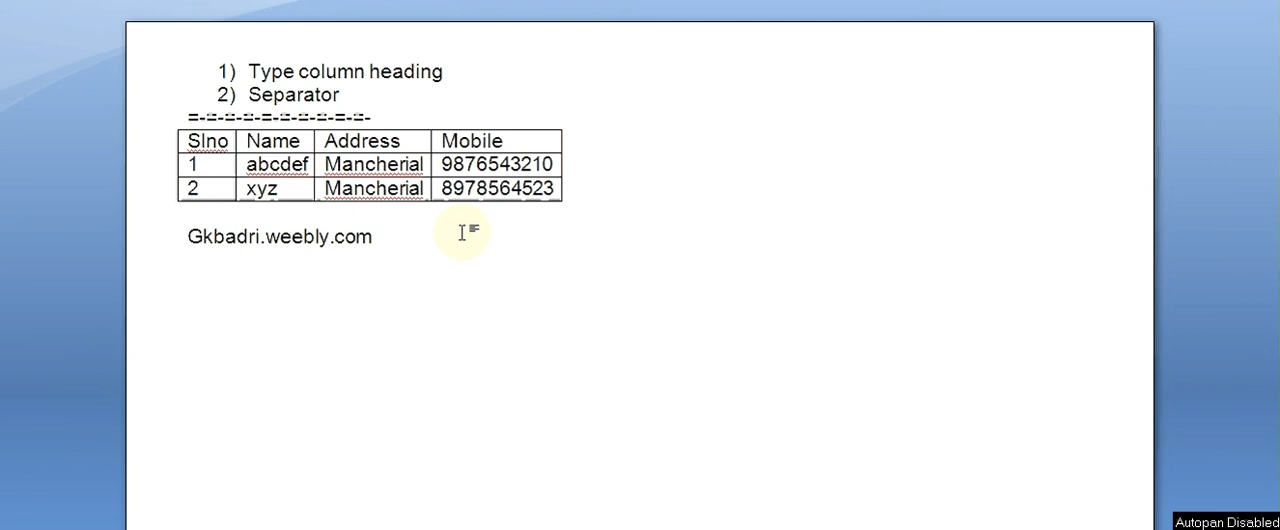 1) Type column heading
2) Separator
=-=-=-=-=-=-=-=-=-=-
Slno Name Address Mobile
1 abcdef Mancherial 9876543210
2 xyz Mancherial 8978564523
Gkbadri.weebly.com
Autopan Disabled